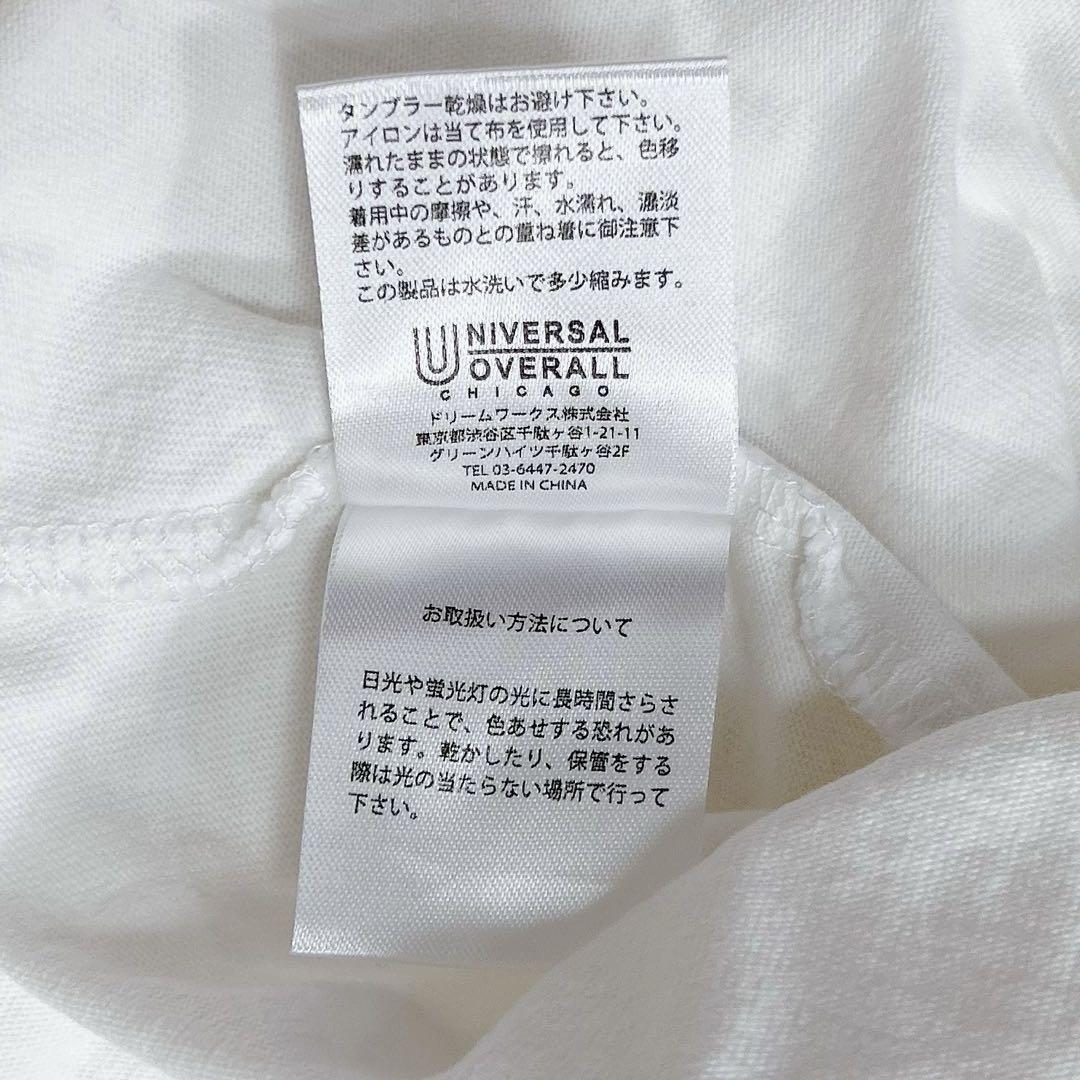 タンブラー乾燥はお避け下さい。
アイロンは当て布を使用して下さい。
濡れたままの状態で擦れると、色移
りすることがあります。
着用中の摩擦や、汗、水濡れ、濃淡
差があるものとの重ね着に御注意下
さい。
この製品は水洗いで多少縮みます。
UNIVERSAL
OVERALL
CHICAGO
ドリームワークス株式会社
東京都渋谷区千駄ヶ谷1-21-11
グリーンハイツ千駄ヶ谷2F
TEL 03-6447-2470
MADE IN CHINA
お取扱い方法について
日光や蛍光灯の光に長時間さらさ
れることで、色あせする恐れがあ
ります。乾かしたり、保管をする
際は光の当たらない場所で行って
下さい。